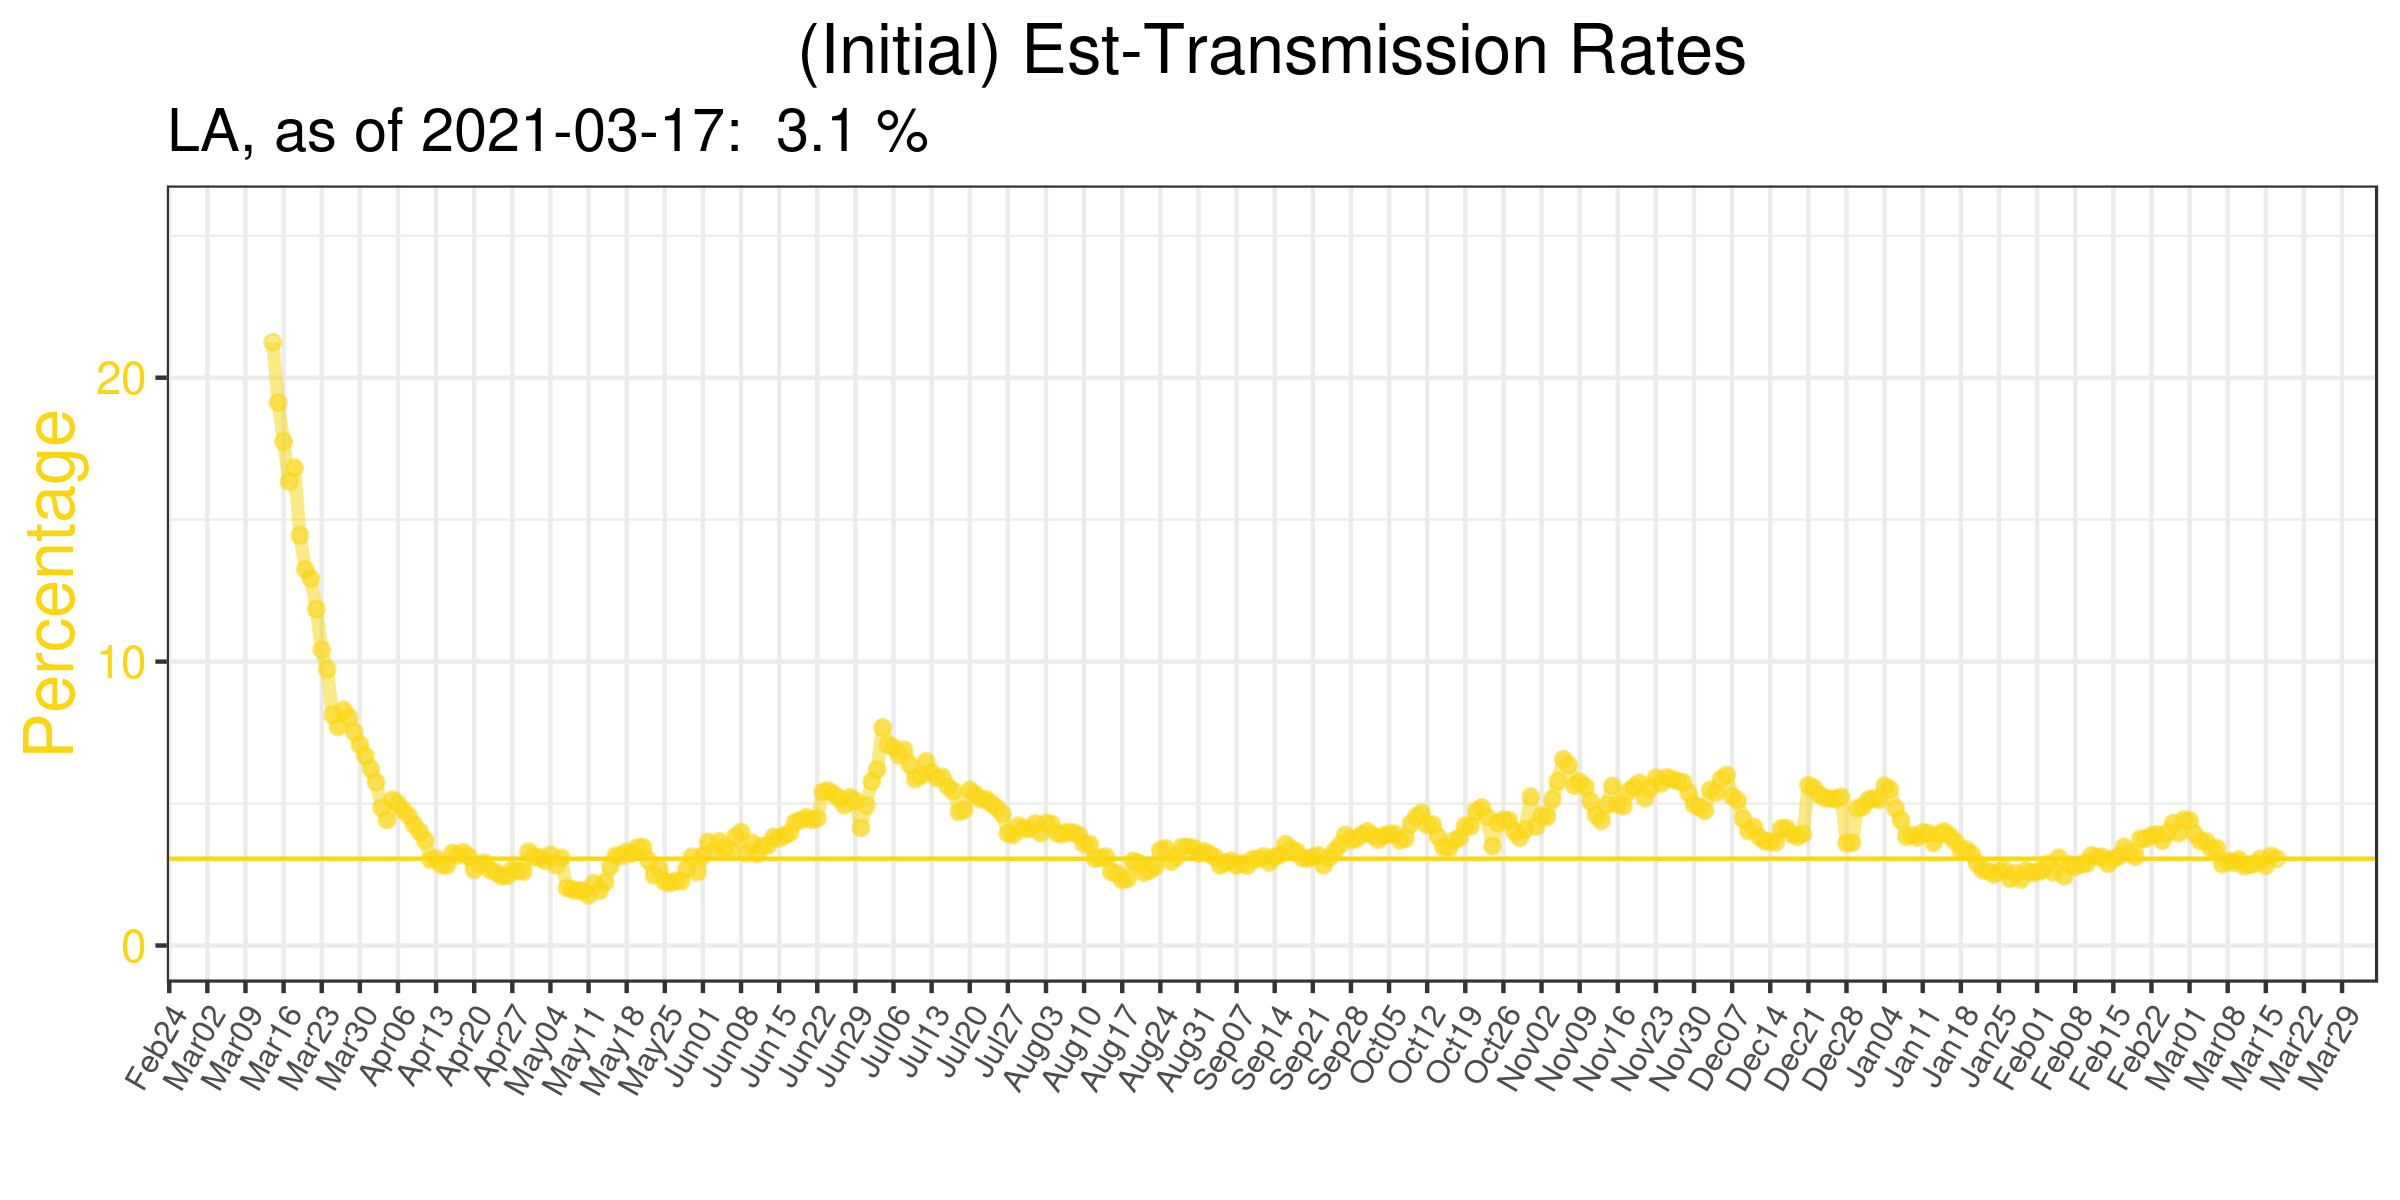 (Initial) Est-Transmission Rates
LA, as of 2021-03-17:  3.1 %
Percentage
20
10
0
Feb24
Mar02
Mar09
Mar16
Mar23
Mar30
Apr06
Apr13
Apr20
Apr27
May04
May11
May18
May25
Jun01
Jun08
Jun15
Jun22
Jun29
Jul06
Jul13
Jul20
Jul27
Aug03
Aug10
Aug17
Aug24
Aug31
Sep07
Sep14
Sep21
Sep28
Oct05
Oct12
Oct19
Oct26
Nov02
Nov09
Nov16
Nov23
Nov30
Dec07
Dec14
Dec21
Dec28
Jan04
Jan11
Jan18
Jan25
Feb01
Feb08
Feb15
Feb22
Mar01
Mar08
Mar15
Mar22
Mar29